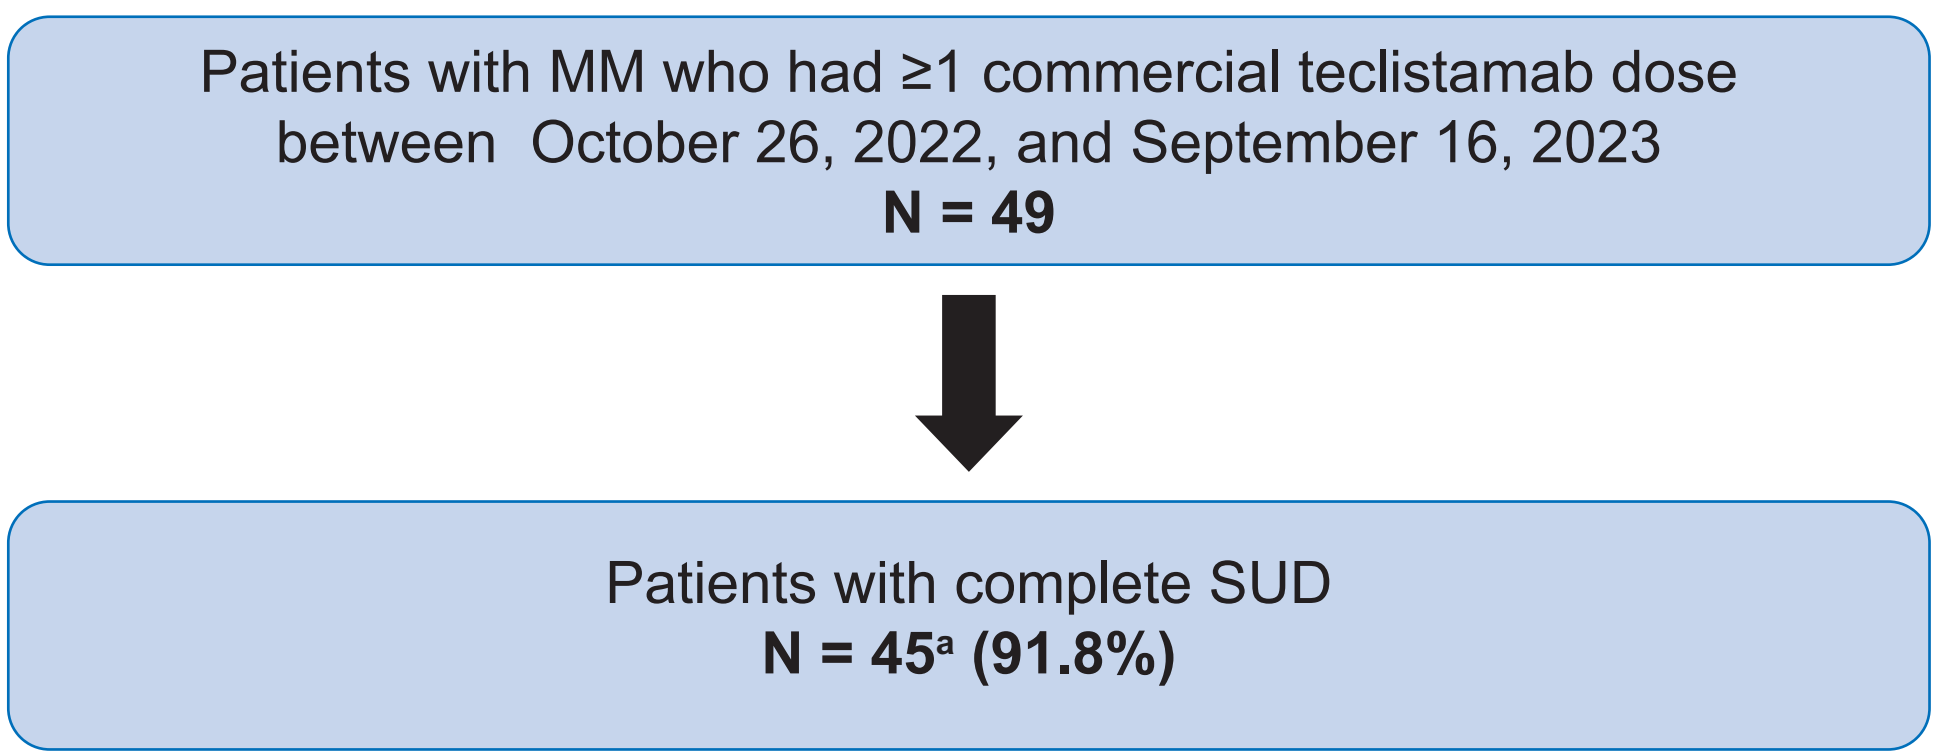 Patients with MM who had ≥1 commercial teclistamab dose
between  October 26, 2022, and September 16, 2023
N = 49
Patients with complete SUD
N = 45ᵃ (91.8%)